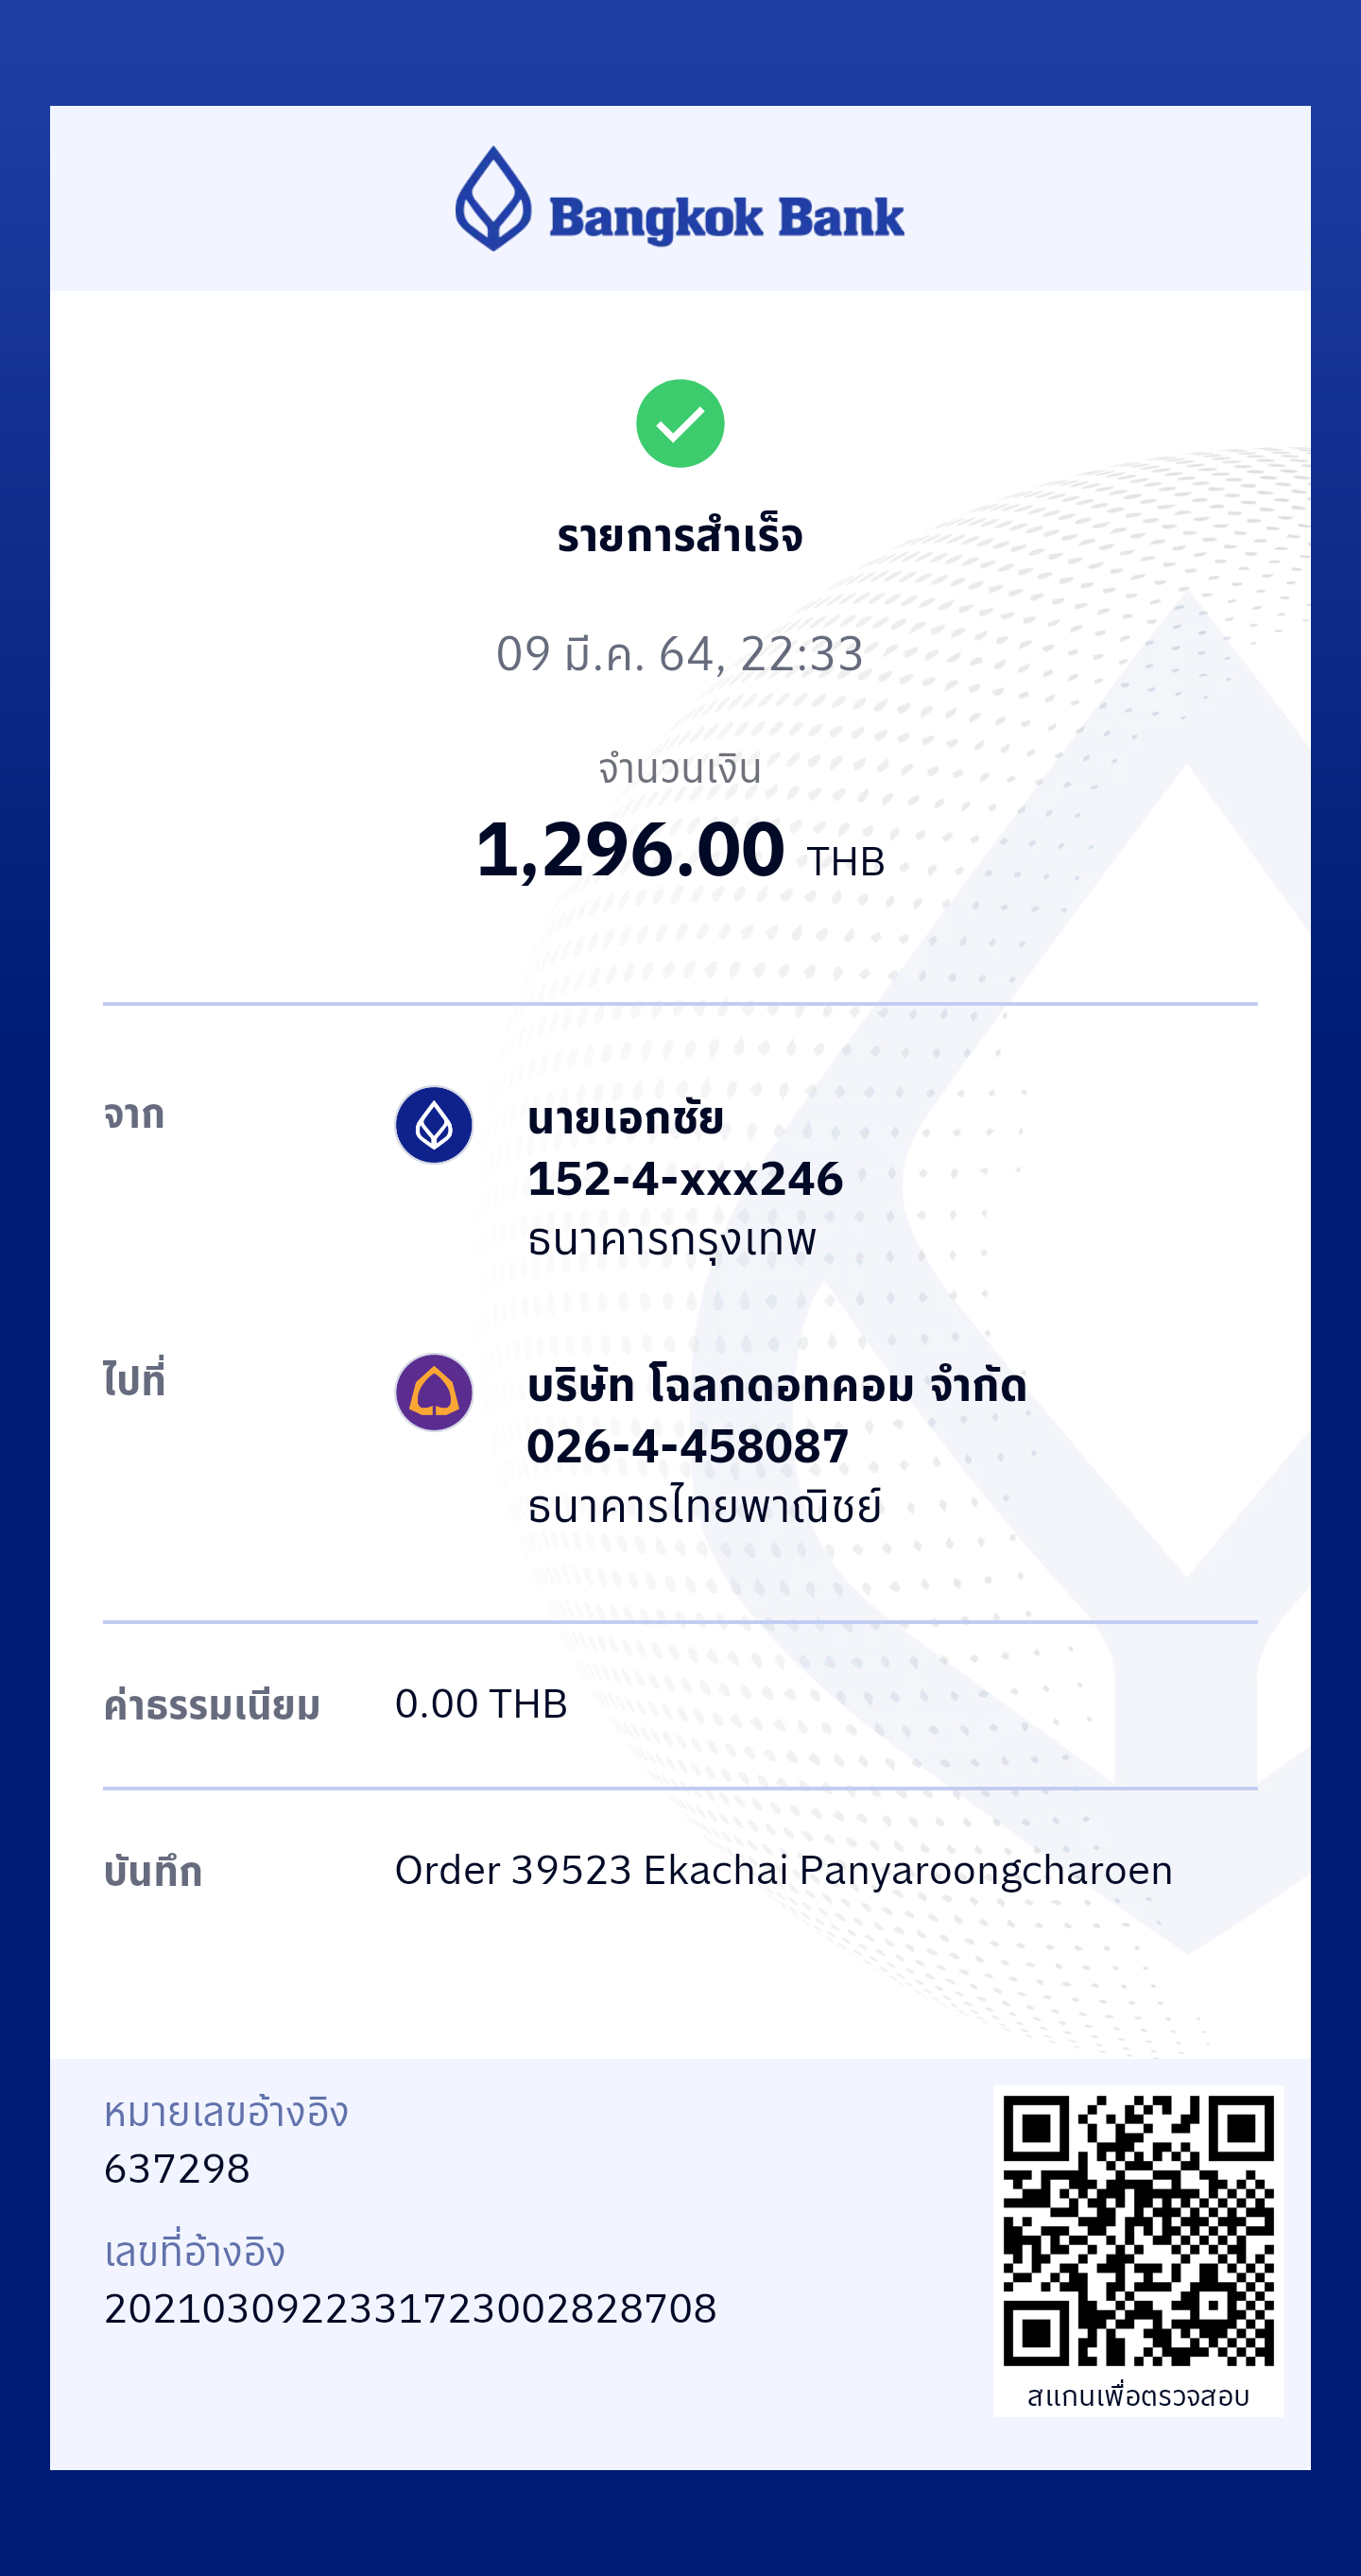 Bangkok Bank
รายการสำเร็จ
09 มี.ค. 64, 22:33
จำนวนเงิน
1,296.00 THB
จาก
นายเอกชัย
152-4-xxx246
ธนาคารกรุงเทพ
ไปที่
บริษัท โฉลกดอทคอม จำกัด
026-4-458087
ธนาคารไทยพาณิชย์
ค่าธรรมเนียม 0.00 THB
บันทึก Order 39523 Ekachai Panyaroongcharoen
หมายเลขอ้างอิง
637298
เลขที่อ้างอิง
2021030922331723002828708
สแกนเพื่อตรวจสอบ